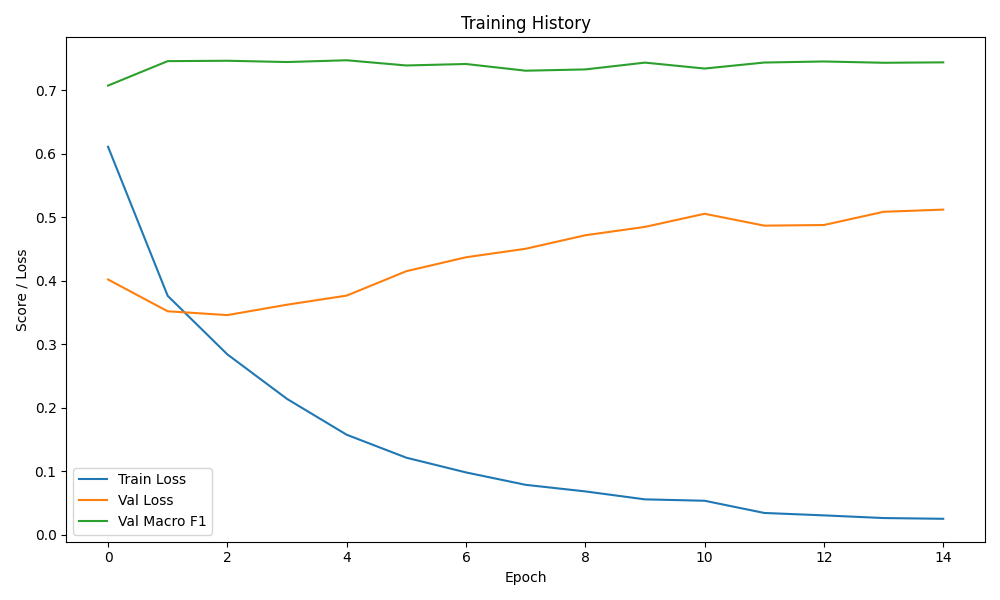 Training History
Score / Loss
0.7
0.6
0.5
0.4
0.3
0.2
0.1
0.0
Train Loss
Val Loss
Val Macro F1
0 2 4 6 8 10 12 14
Epoch